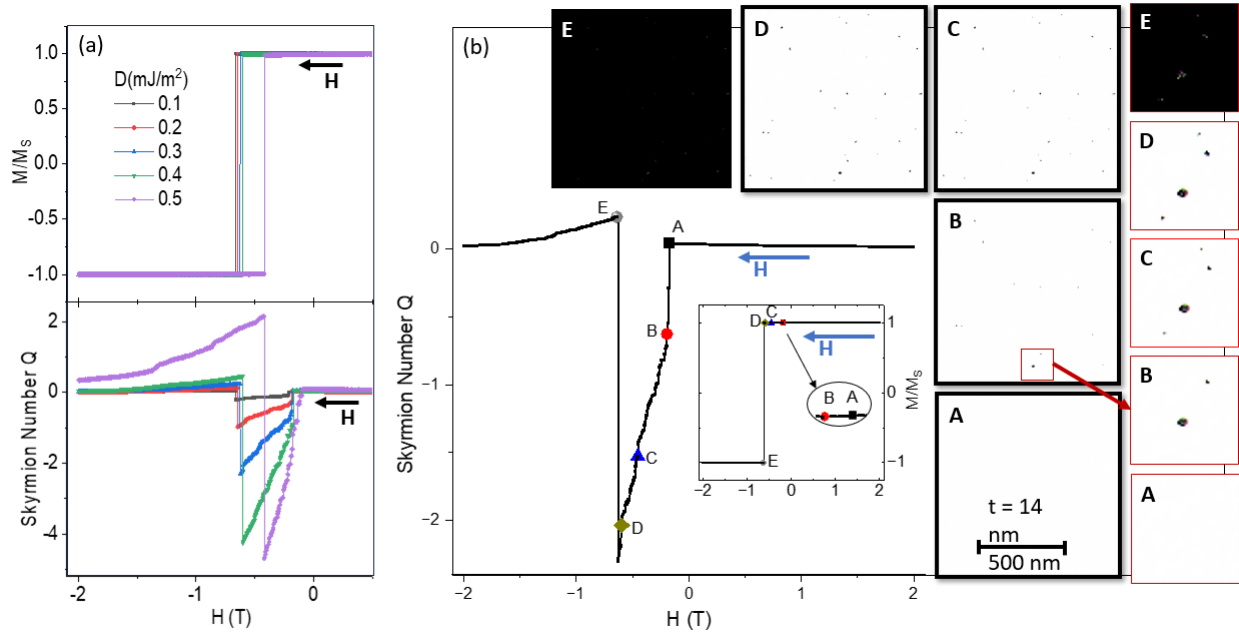 (a)
1.0
0.5
0.0
-0.5
-1.0
M/MS
D(mJ/m²)
0.1
0.2
0.3
0.4
0.5
H
2
0
-2
-4
Skyrmion Number Q
H
-2
-1
0
H (T)
(b)
E
D
C
E
D
C
B
A
B
A
t = 14
nm
500 nm
0
−1
−2
Skyrmion Number Q
E
A
B
C
D
H
−2
−1
0
1
2
H (T)
D
C
E
B
A
H
1
0
−1
M/MS
−2
−1
0
1
2